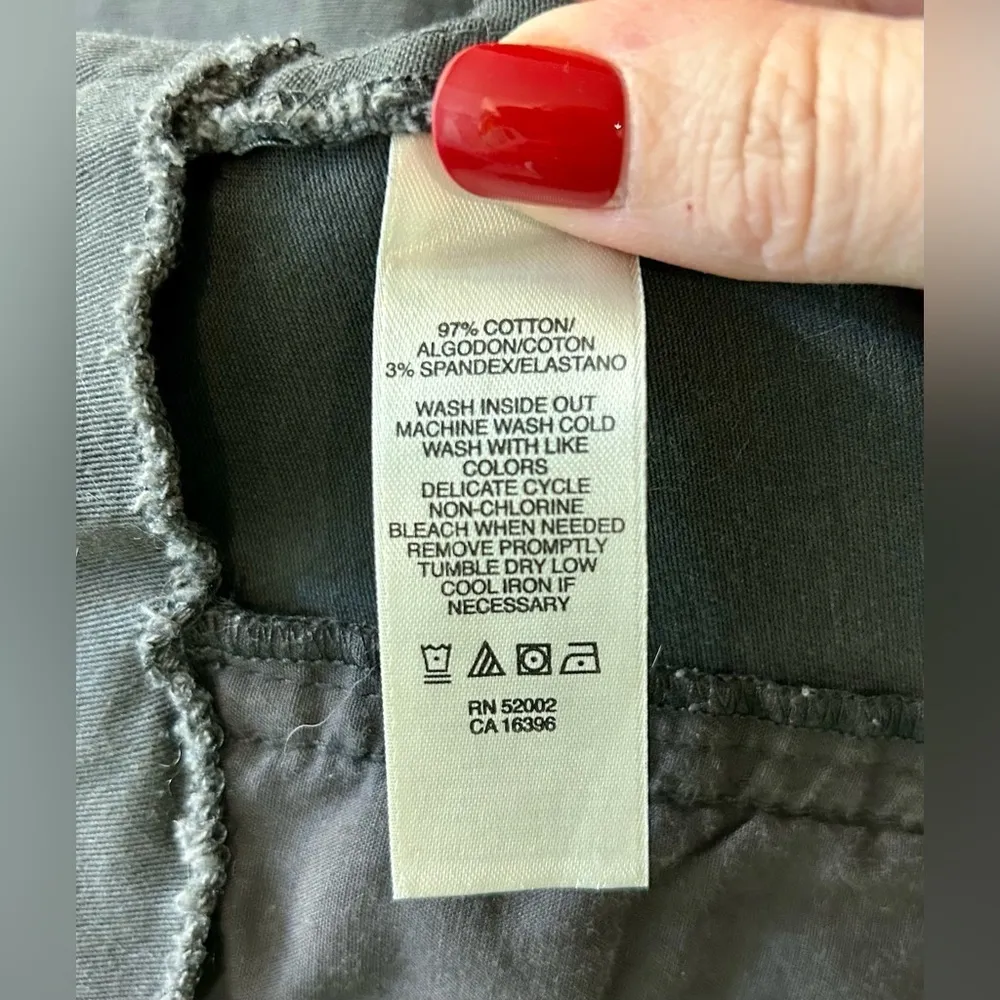 97% COTTON/
ALGODON/COTON
3% SPANDEX/ELASTANO
WASH INSIDE OUT
MACHINE WASH COLD
WASH WITH LIKE
COLORS
DELICATE CYCLE
NON-CHLORINE
BLEACH WHEN NEEDED
REMOVE PROMPTLY
TUMBLE DRY LOW
COOL IRON IF
NECESSARY
RN 52002
CA 16396